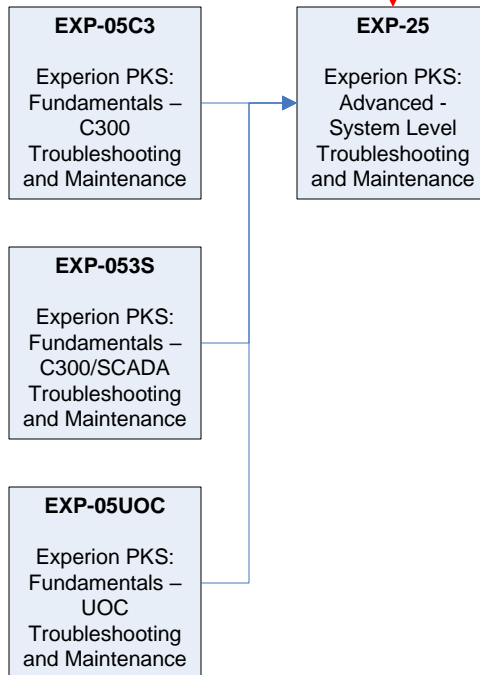 EXP-05C3
Experion PKS:
Fundamentals –
C300
Troubleshooting
and Maintenance
EXP-25
Experion PKS:
Advanced -
System Level
Troubleshooting
and Maintenance
EXP-053S
Experion PKS:
Fundamentals –
C300/SCADA
Troubleshooting
and Maintenance
EXP-05UOC
Experion PKS:
Fundamentals –
UOC
Troubleshooting
and Maintenance